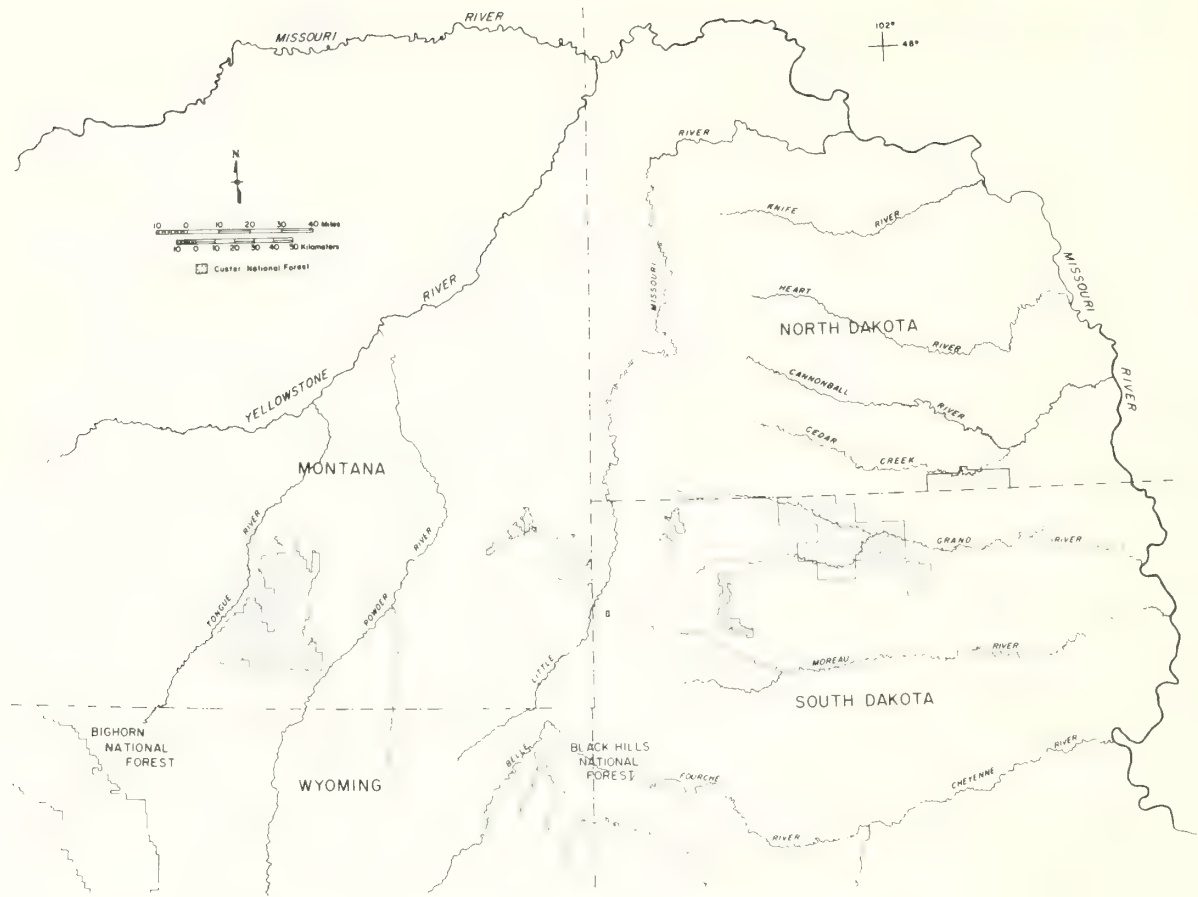 RIVER
MISSOURI
102°
48°
N
RIVER
10 0 10 20 30 40 Miles
10 0 10 20 30 40 50 Kilometers
Custer National Forest
KNIFE
RIVER
MISSOURI
MISSOURI
RIVER
HEART
NORTH DAKOTA
RIVER
RIVER
YELLOWSTONE
CANNONBALL
RIVER
CEDAR
CREEK
MONTANA
RIVER
RIVER
GRAND
RIVER
TONGUE
POWDER
LITTLE
MOREAU
RIVER
SOUTH DAKOTA
BIGHORN
NATIONAL
FOREST
BLACK HILLS
NATIONAL
FOREST
BELLE
FOURCHE
RIVER
CHEYENNE
RIVER
WYOMING